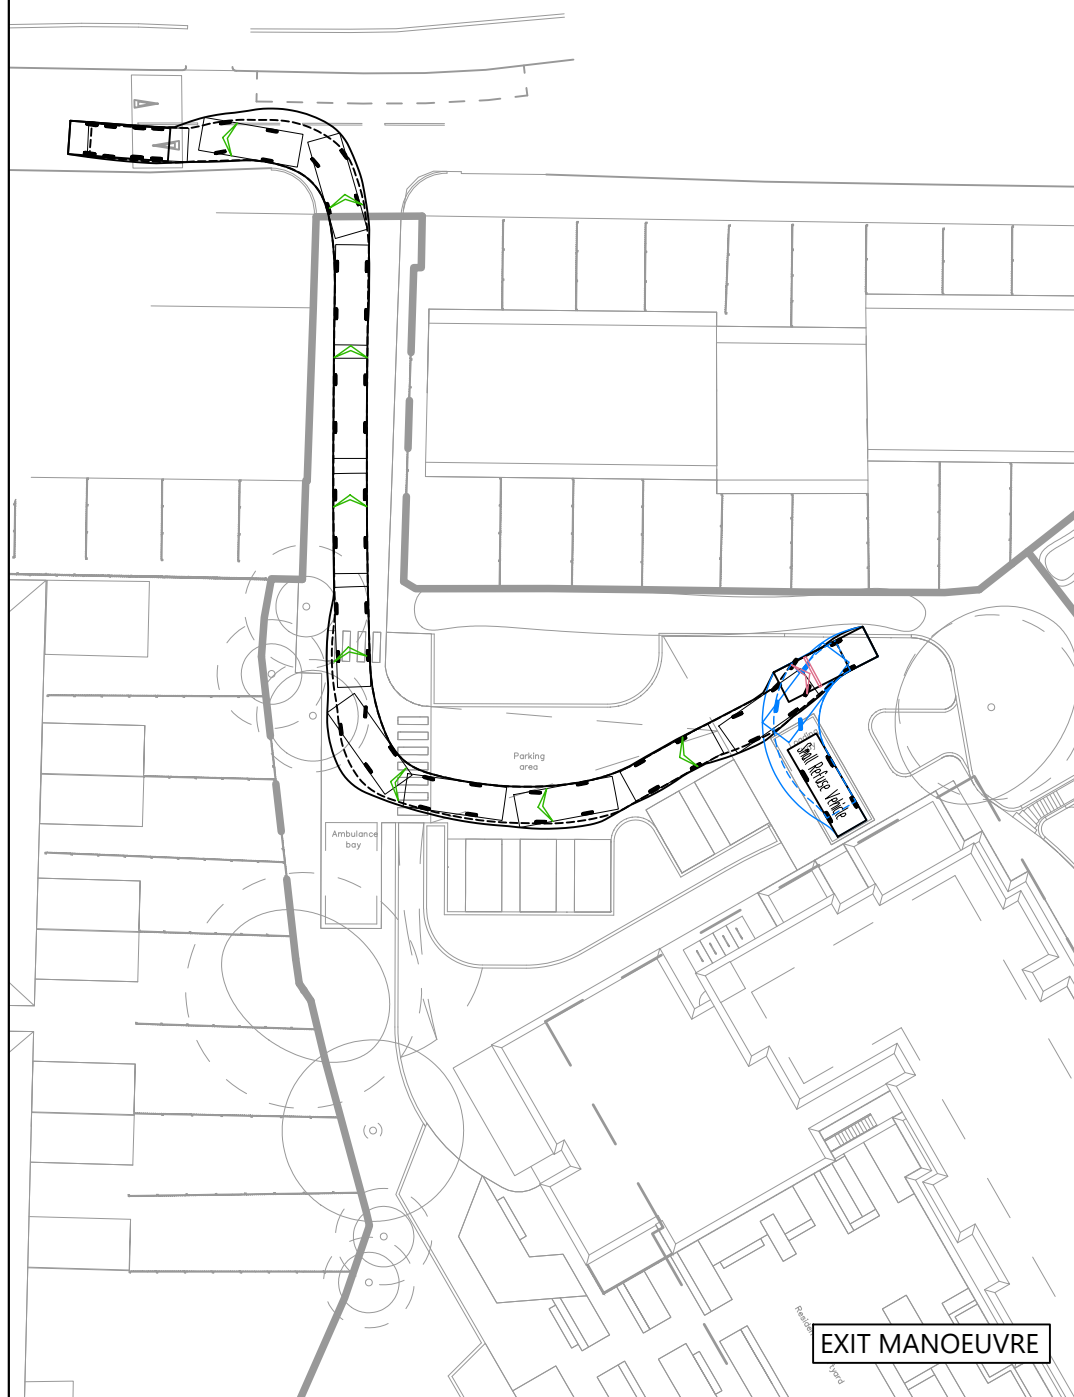 Parking
area
Small Refuse Vehicle
Ambulance
bay
EXIT MANOEUVRE